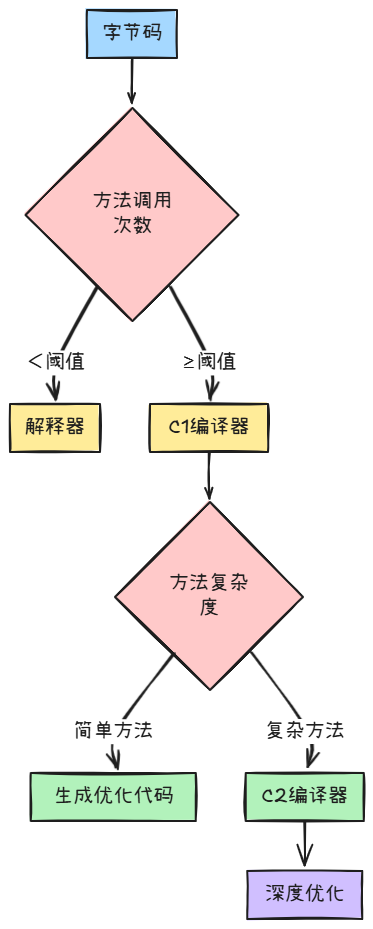 字节码
方法调用
次数
<阈值
≥阈值
解释器
C1编译器
方法复杂
度
简单方法
复杂方法
生成优化代码
C2编译器
深度优化